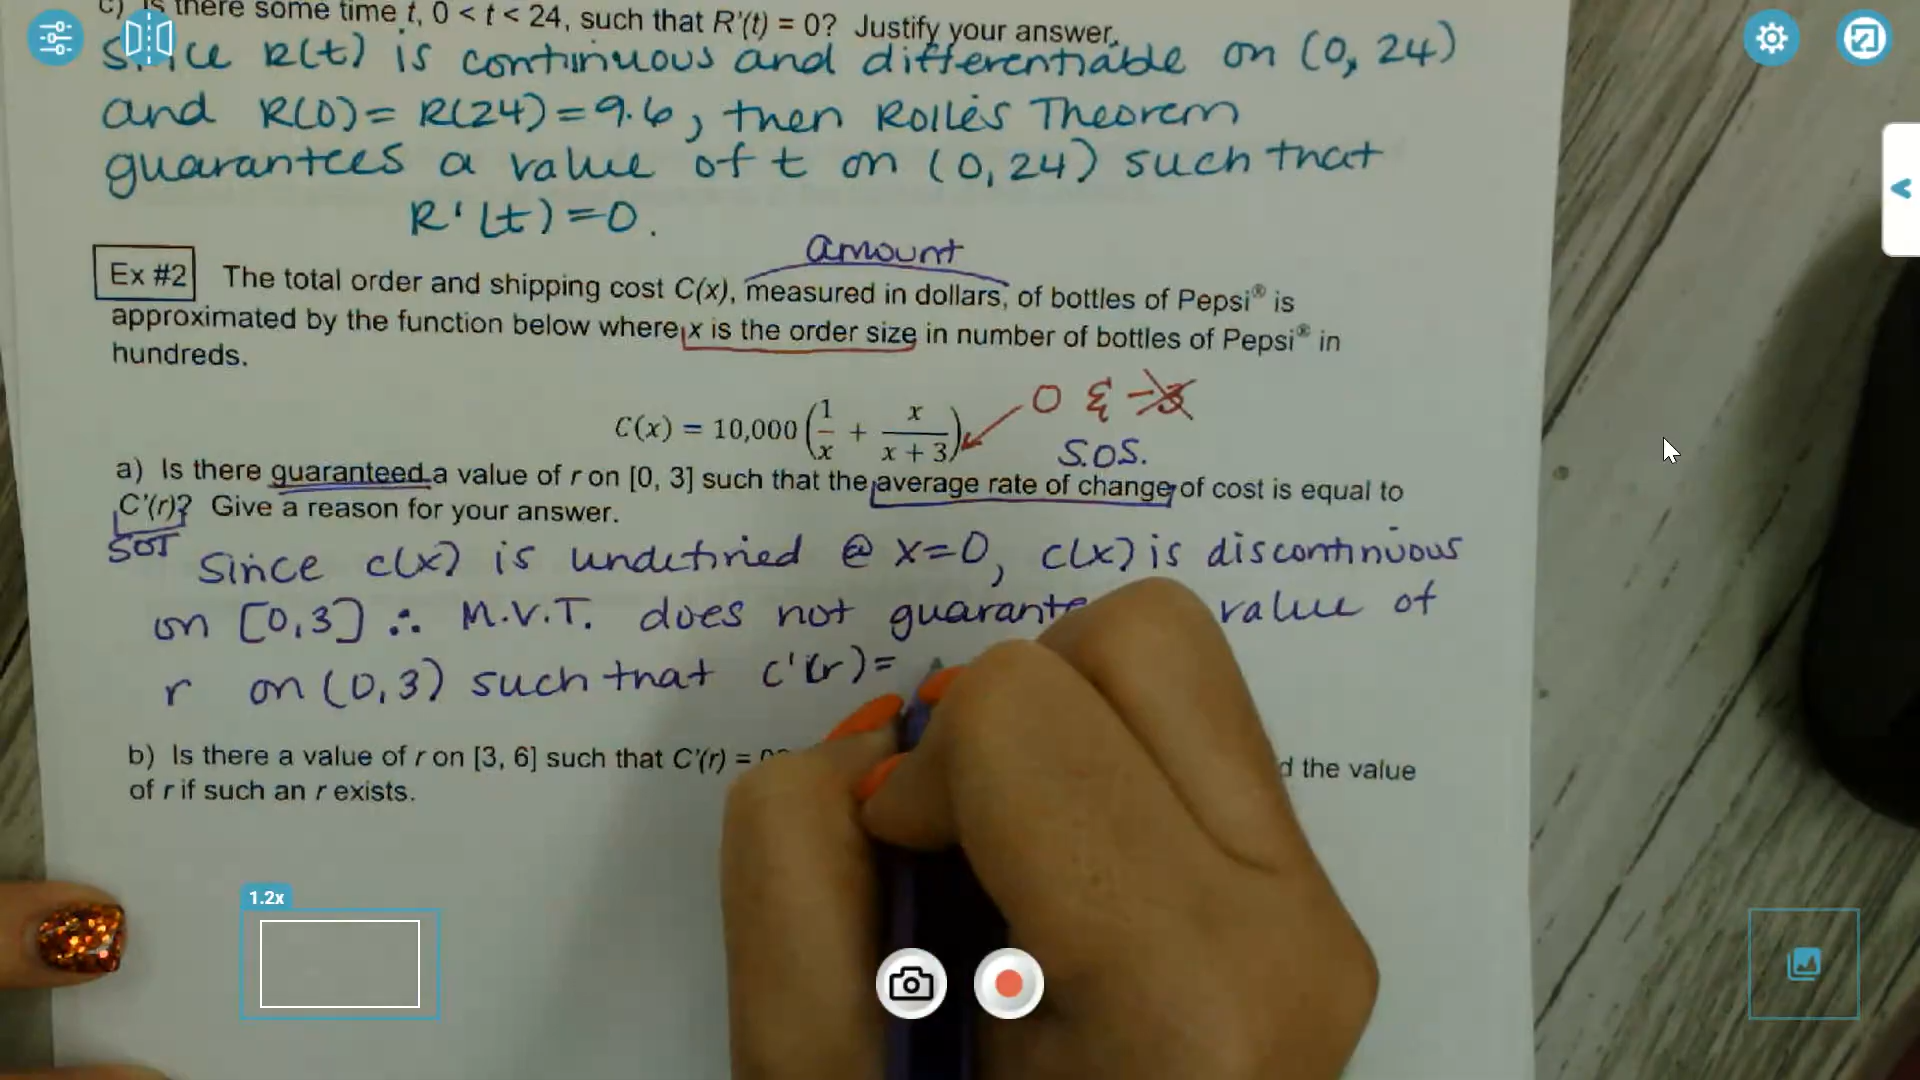 c) Is there some time t, 0 < t < 24, such that R'(t) = 0? Justify your answer.
Since R(t) is continuous and differentiable on (0, 24)
and R(0) = R(24) = 9.6, then Rolle's Theorem
guarantees a value of t on (0, 24) such that
R'(t) = 0.
amount
Ex #2 The total order and shipping cost C(x), measured in dollars, of bottles of Pepsi® is
approximated by the function below where x is the order size in number of bottles of Pepsi® in
hundreds.
0 & -3
C(x) = 10,000 (1/x + x/(x + 3))
S.O.S.
a) Is there guaranteed a value of r on [0, 3] such that the average rate of change of cost is equal to
C'(r)? Give a reason for your answer.
SOT
Since c(x) is undefined @ x=0, c(x) is discontinuous
on [0,3] ∴ M.V.T. does not guarante value of
r on (0,3) such that c'(r) =
b) Is there a value of r on [3, 6] such that C'(r) = the value
of r if such an r exists.
1.2x